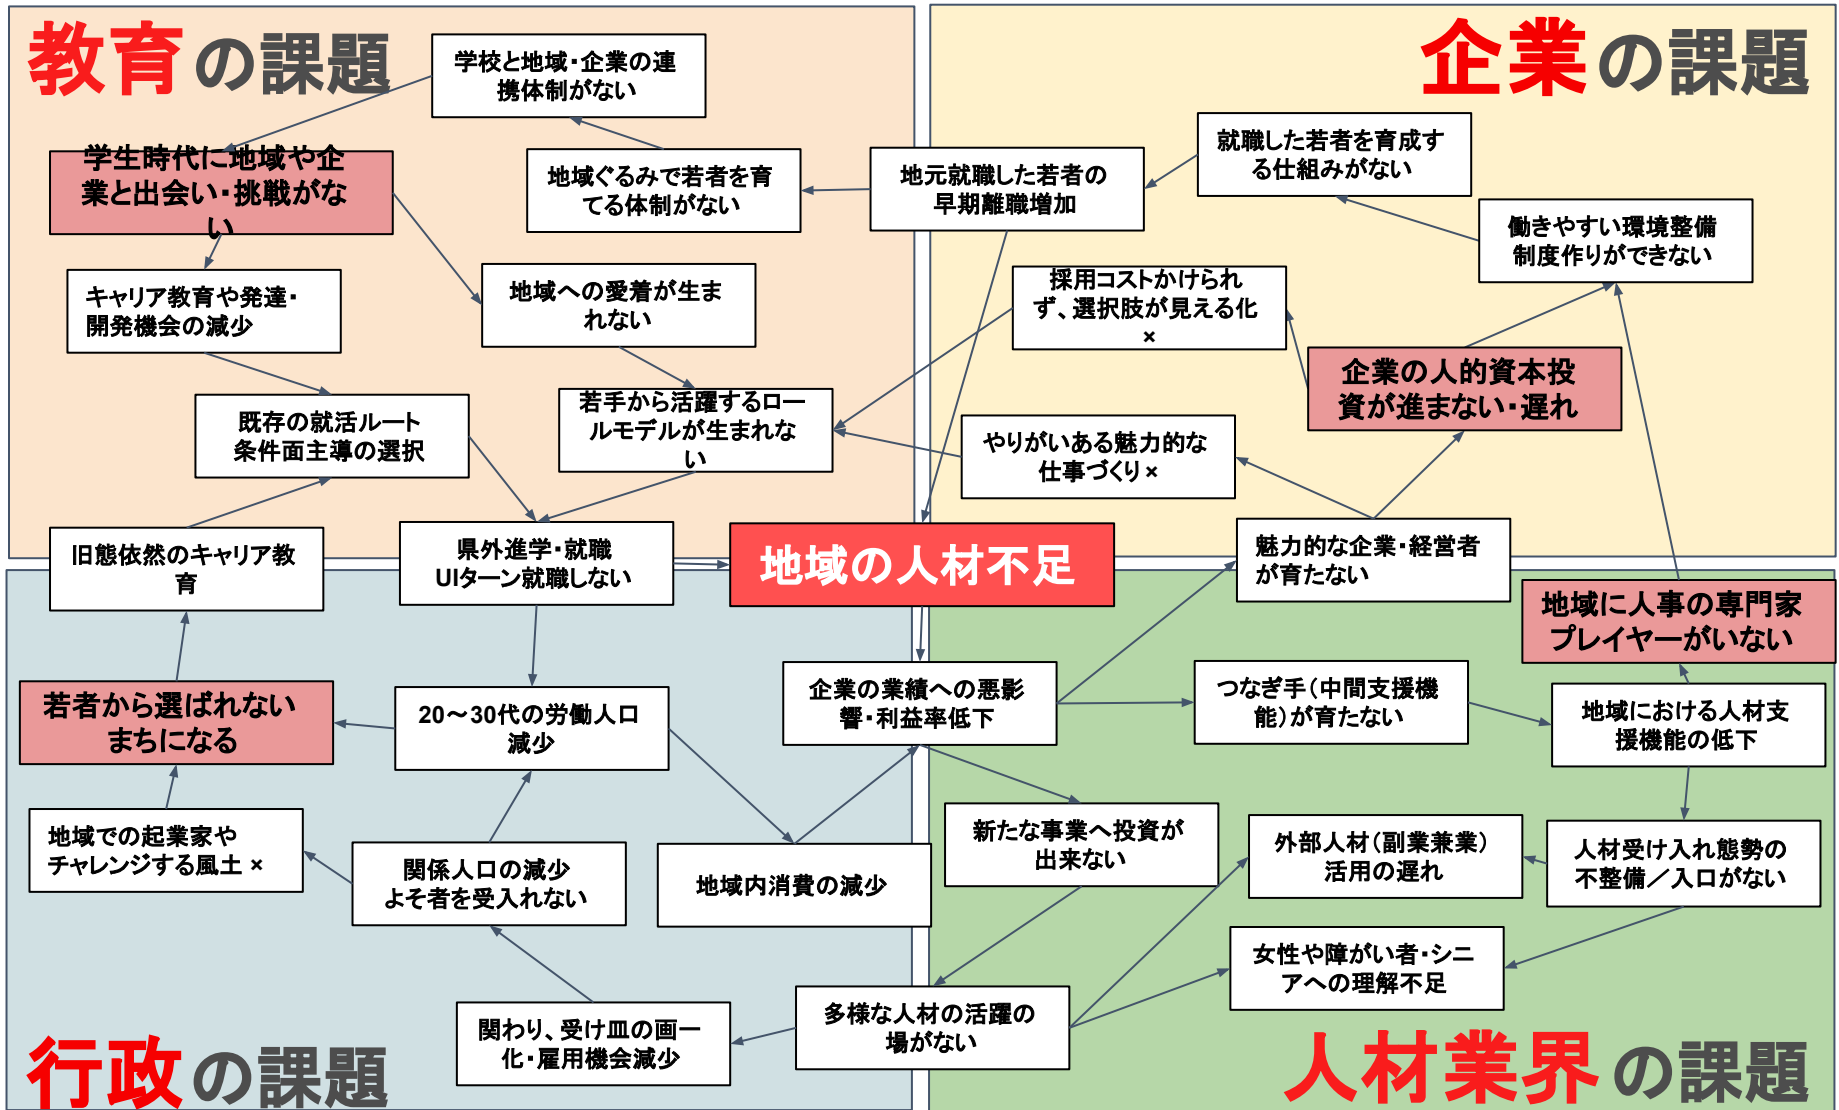 教育の課題
学校と地域・企業の連
携体制がない
学生時代に地域や企
業と出会い・挑戦がな
い
地域ぐるみで若者を育
てる体制がない
キャリア教育や発達・
開発機会の減少
地域への愛着が生ま
れない
既存の就活ルート
条件面主導の選択
若手から活躍するロー
ルモデルが生まれな
い
旧態依然のキャリア教
育
県外進学・就職
UIターン就職しない
企業の課題
就職した若者を育成す
る仕組みがない
地元就職した若者の
早期離職増加
働きやすい環境整備
制度作りができない
採用コストかけられ
ず、選択肢が見える化
×
企業の人的資本投
資が進まない・遅れ
やりがいある魅力的な
仕事づくり×
魅力的な企業・経営者
が育たない
地域の人材不足
地域に人事の専門家
プレイヤーがいない
若者から選ばれない
まちになる
20〜30代の労働人口
減少
企業の業績への悪影
響・利益率低下
つなぎ手（中間支援機
能）が育たない
地域における人材支
援機能の低下
地域での起業家や
チャレンジする風土 ×
関係人口の減少
よそ者を受入れない
地域内消費の減少
新たな事業へ投資が
出来ない
外部人材（副業兼業）
活用の遅れ
人材受け入れ態勢の
不整備／入口がない
女性や障がい者・シニ
アへの理解不足
関わり、受け皿の画一
化・雇用機会減少
多様な人材の活躍の
場がない
行政の課題
人材業界の課題